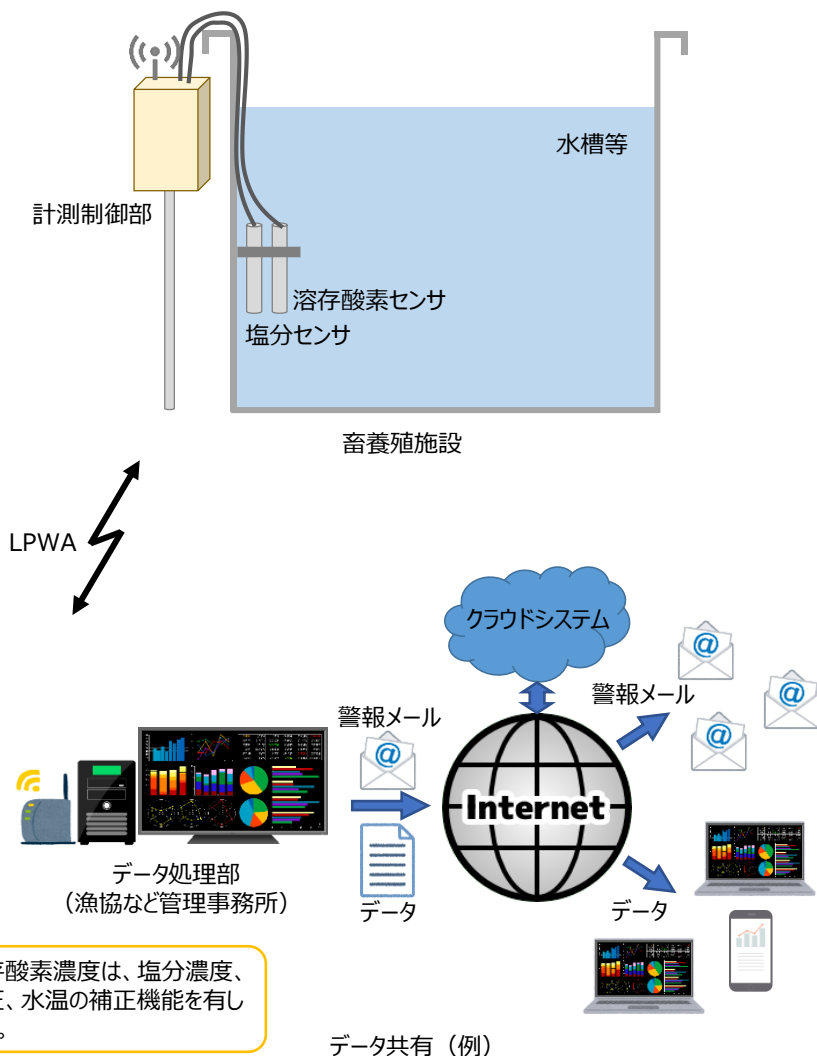 水槽等
計測制御部
溶存酸素センサ
塩分センサ
畜養殖施設
LPWA
クラウドシステム
警報メール
警報メール
Internet
データ処理部
（漁協など管理事務所）
データ
データ
存酸素濃度は、塩分濃度、
、水温の補正機能を有し
。
データ共有（例）